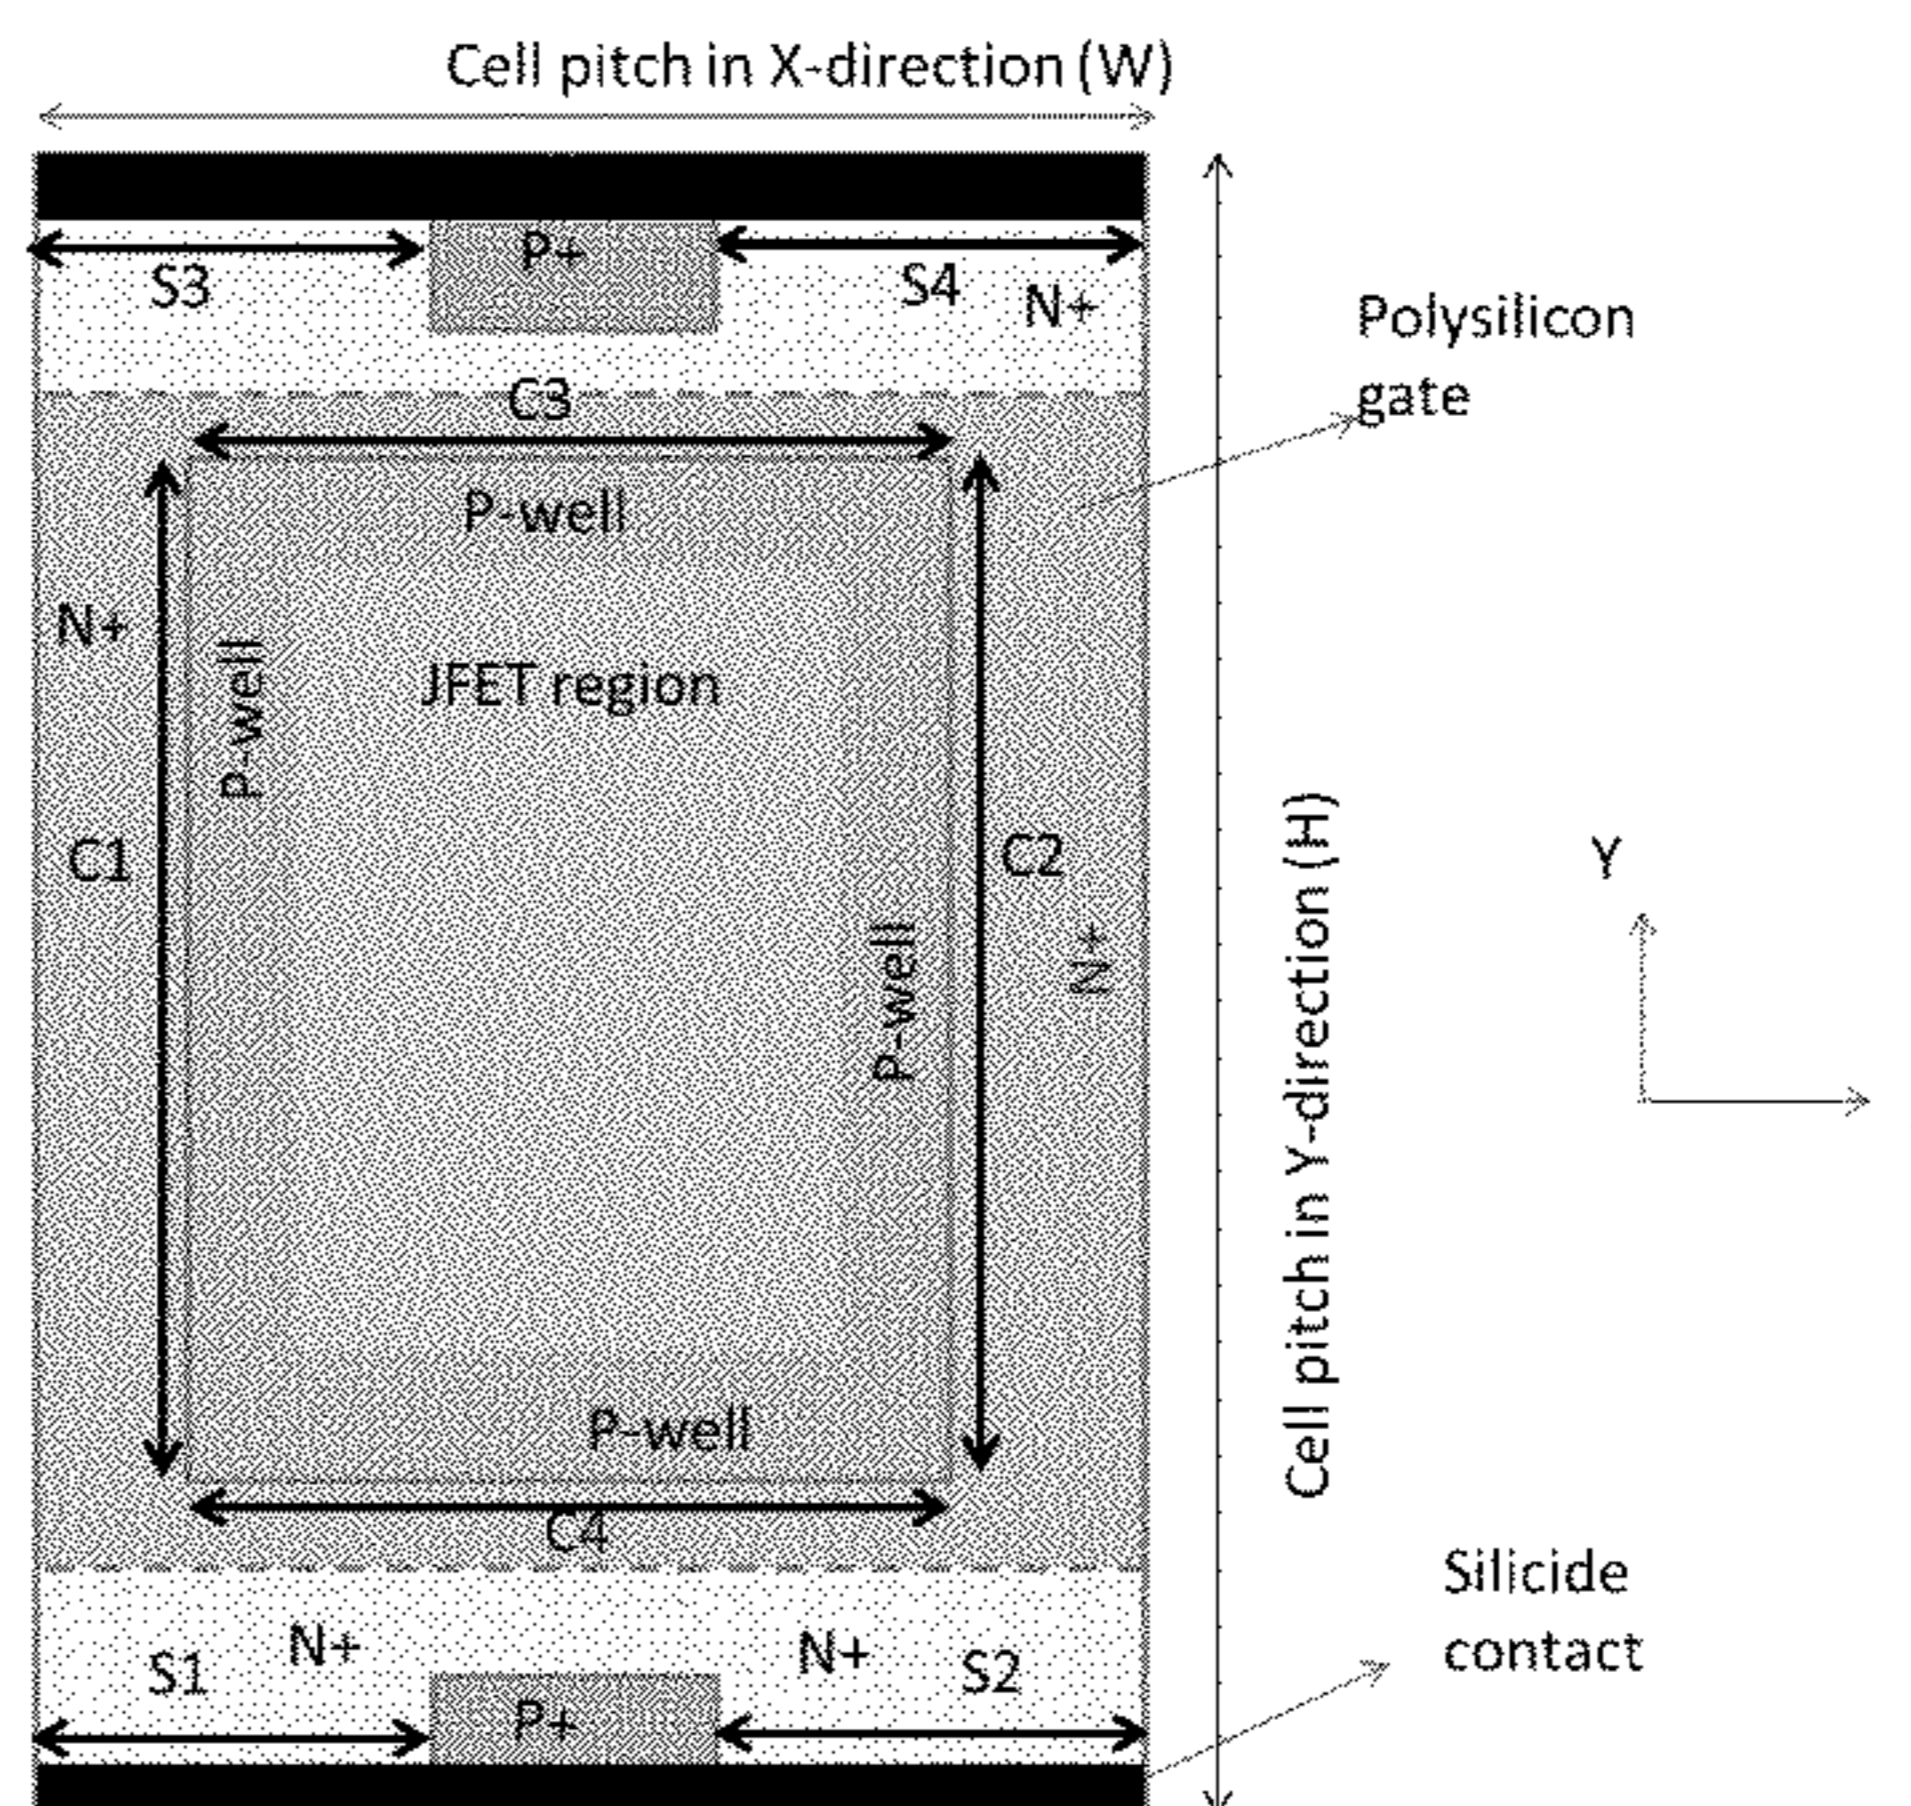 Cell pitch in X-direction (W)
P+
S3
S4
N+
Polysilicon
gate
C3
P-well
N+
P-well
JFET region
C1
C2
Y
N+
P-well
Cell pitch in Y-direction (H)
P-well
C4
Silicide
contact
N+
N+
S1
S2
P+